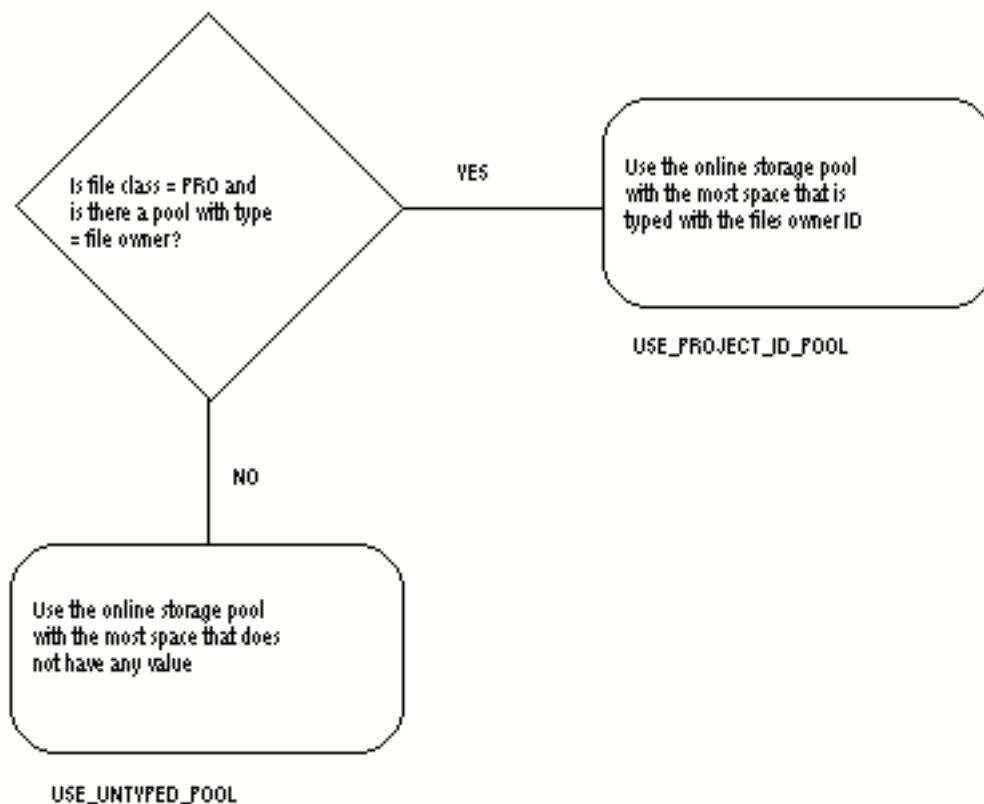 Is file class = PRO and
is there a pool with type
= file owner?
YES
Use the online storage pool
with the most space that is
typed with the files owner ID
USE_PROJECT_ID_POOL
NO
Use the online storage pool
with the most space that does
not have any value
USE_UNTYPED_POOL